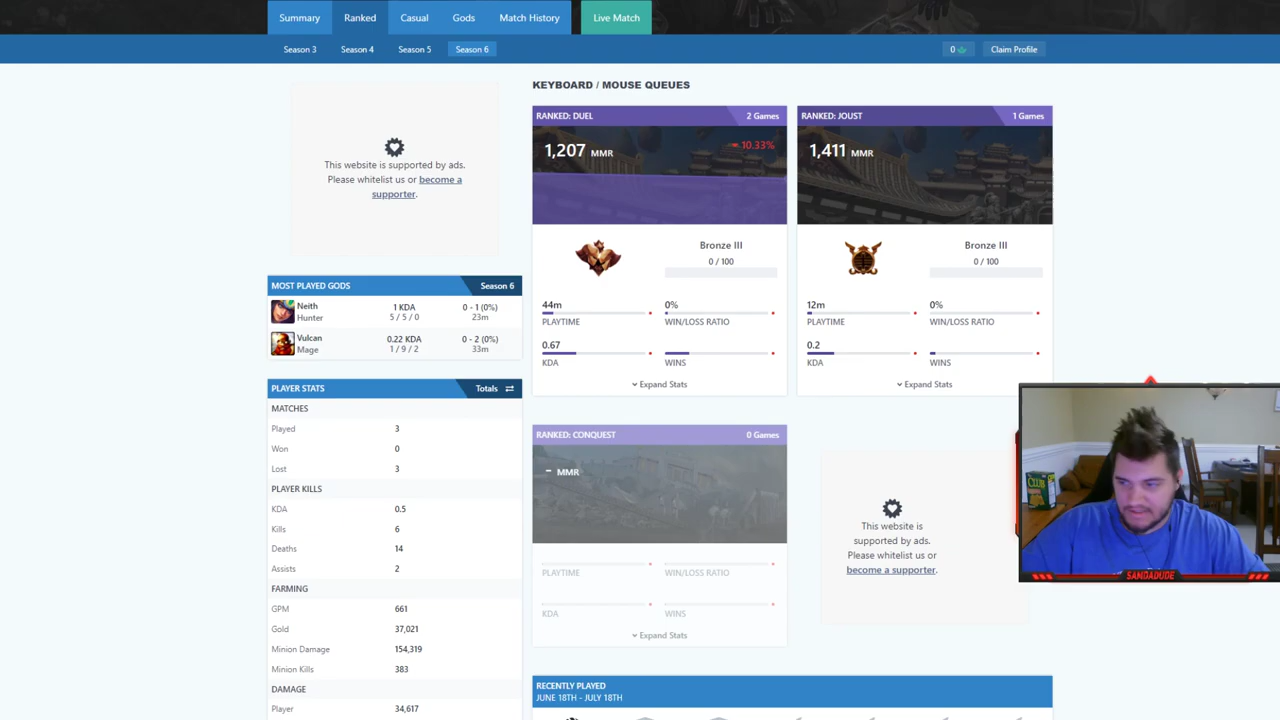 Summary
Ranked
Casual
Gods
Match History
Live Match
Season 3
Season 4
Season 5
Season 6
0
Claim Profile
This website is supported by ads.
Please whitelist us or become a
supporter.
KEYBOARD / MOUSE QUEUES
RANKED: DUEL
2 Games
1,207 MMR
10.33%
Bronze III
0 / 100
44m
PLAYTIME
0%
WIN/LOSS RATIO
0.67
KDA
WINS
Expand Stats
RANKED: JOUST
1 Games
1,411 MMR
Bronze III
0 / 100
12m
PLAYTIME
0%
WIN/LOSS RATIO
0.2
KDA
WINS
Expand Stats
MOST PLAYED GODS
Season 6
Neith
Hunter
1 KDA
5 / 5 / 0
0 - 1 (0%)
23m
Vulcan
Mage
0.22 KDA
1 / 9 / 2
0 - 2 (0%)
33m
PLAYER STATS
Totals
MATCHES
Played 3
Won 0
Lost 3
PLAYER KILLS
KDA 0.5
Kills 6
Deaths 14
Assists 2
FARMING
GPM 661
Gold 37,021
Minion Damage 154,319
Minion Kills 383
DAMAGE
Player 34,617
RANKED: CONQUEST
0 Games
- MMR
PLAYTIME
WIN/LOSS RATIO
KDA
WINS
Expand Stats
This website is
supported by ads.
Please whitelist us or
become a supporter.
RECENTLY PLAYED
JUNE 18TH - JULY 18TH
SANDADUDE